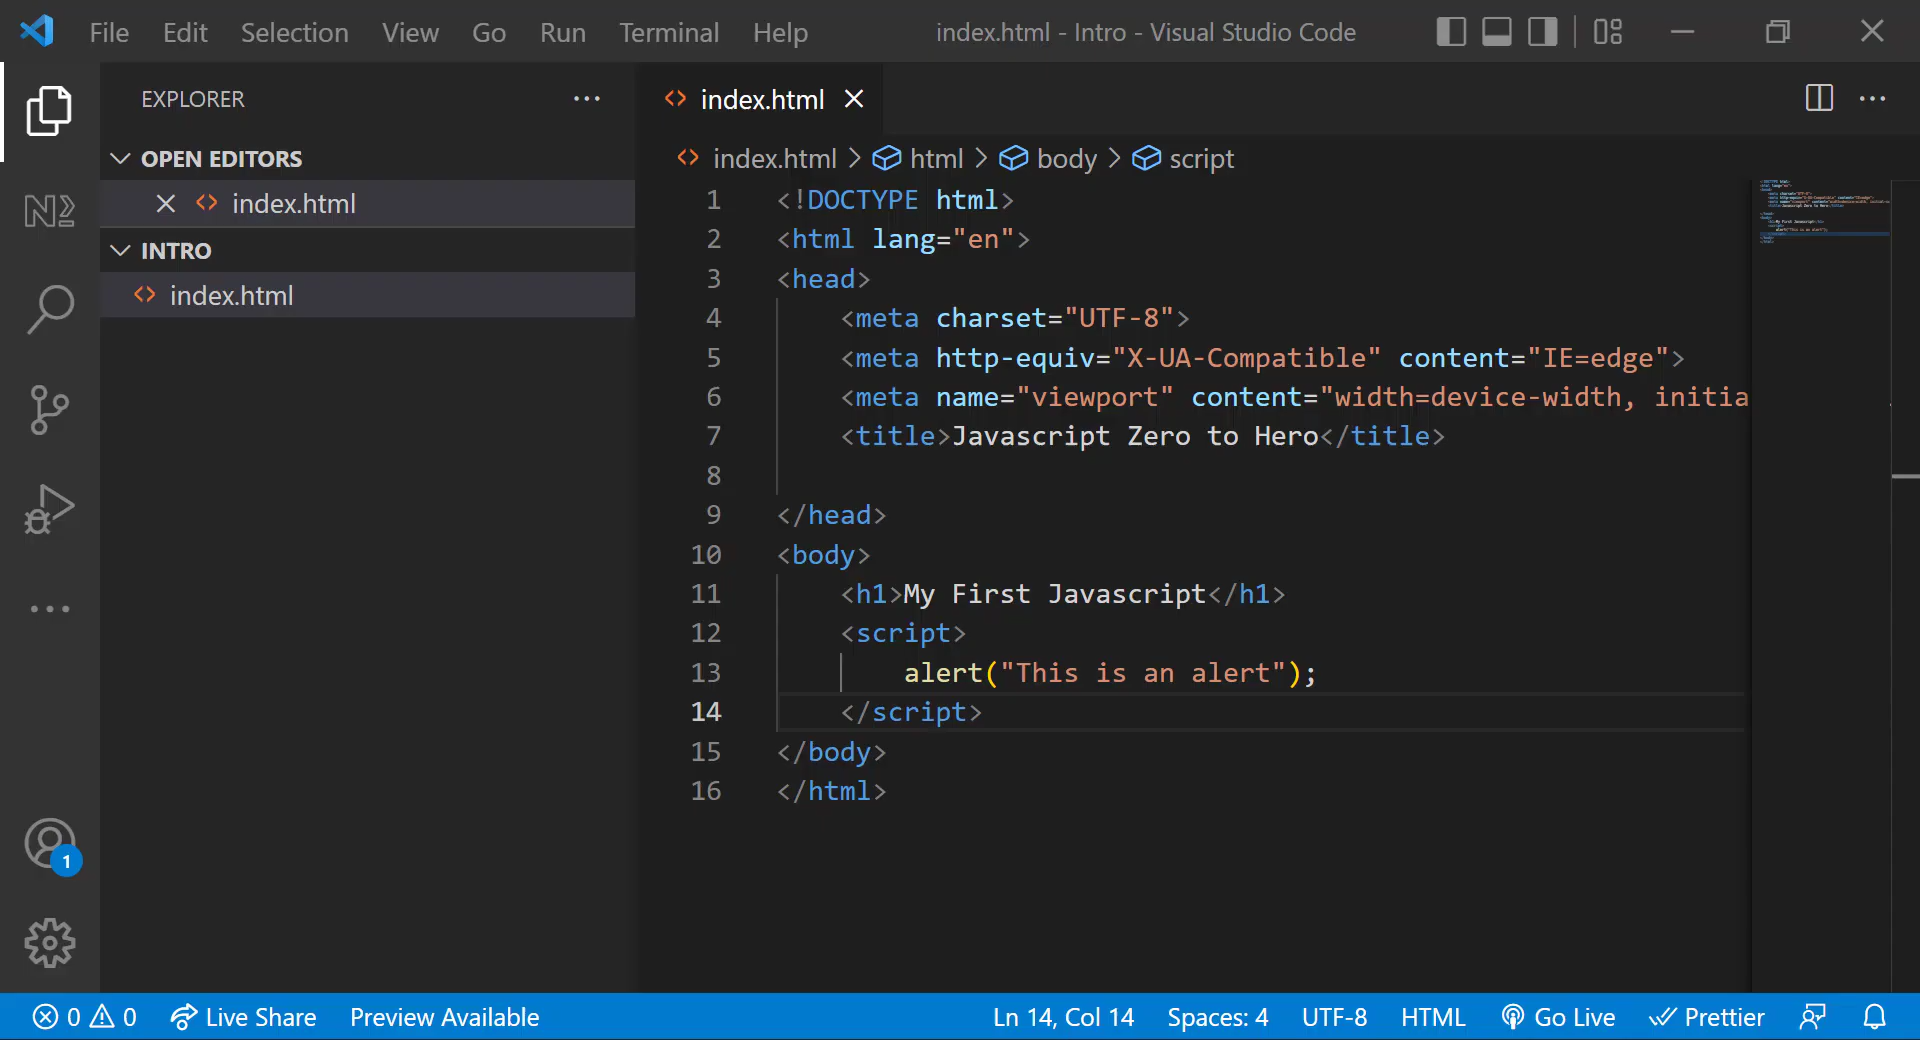 File Edit Selection View Go Run Terminal Help index.html - Intro - Visual Studio Code
EXPLORER
OPEN EDITORS
index.html
INTRO
index.html
index.html
index.html > html > body > script
1 <!DOCTYPE html>
2 <html lang="en">
3 <head>
4 <meta charset="UTF-8">
5 <meta http-equiv="X-UA-Compatible" content="IE=edge">
6 <meta name="viewport" content="width=device-width, initia
7 <title>Javascript Zero to Hero</title>
8
9 </head>
10 <body>
11 <h1>My First Javascript</h1>
12 <script>
13 alert("This is an alert");
14 </script>
15 </body>
16 </html>
1
0 0 Live Share Preview Available Ln 14, Col 14 Spaces: 4 UTF-8 HTML Go Live Prettier